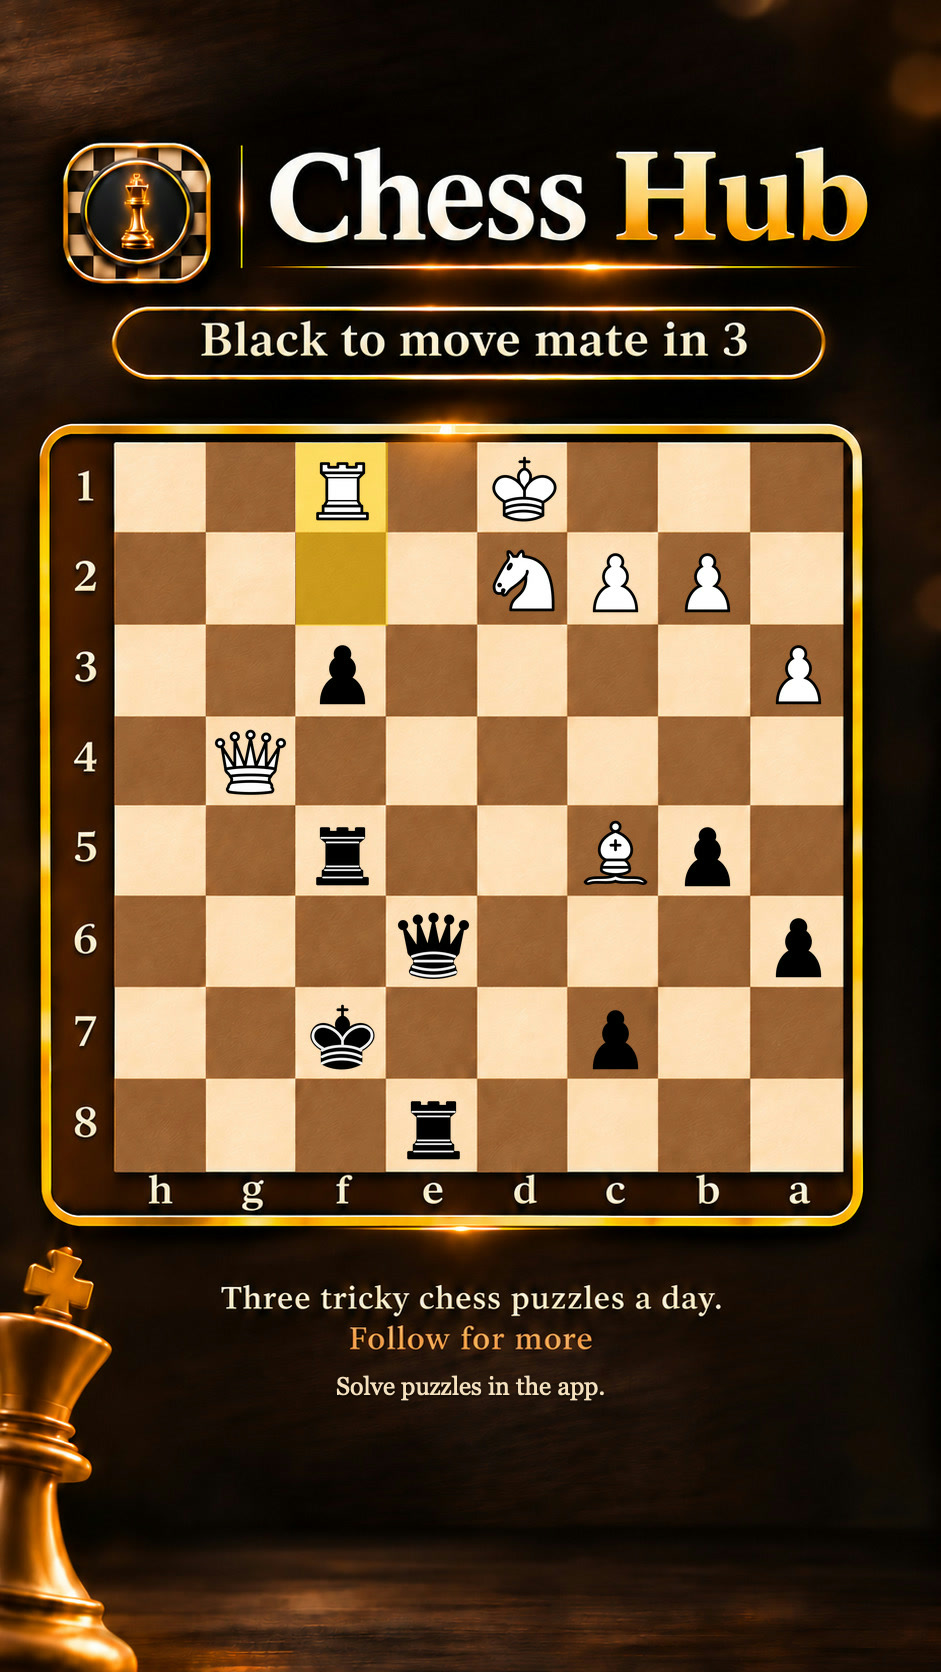 Chess Hub
Black to move mate in 3
1
2
3
4
5
6
7
8
h g f e d c b a
Three tricky chess puzzles a day.
Follow for more
Solve puzzles in the app.